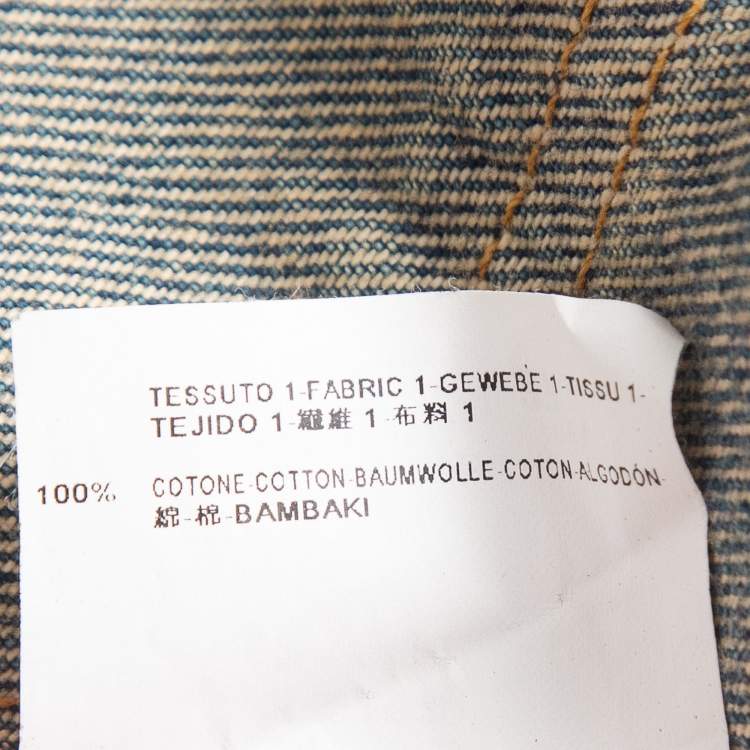 TESSUTO 1-FABRIC 1-GEWEBE 1-TISSU 1-
TEJIDO 1-繊維 1-布料 1
100% COTONE-COTTON-BAUMWOLLE-COTON-ALGODÓN-
綿-棉-BAMBAKI